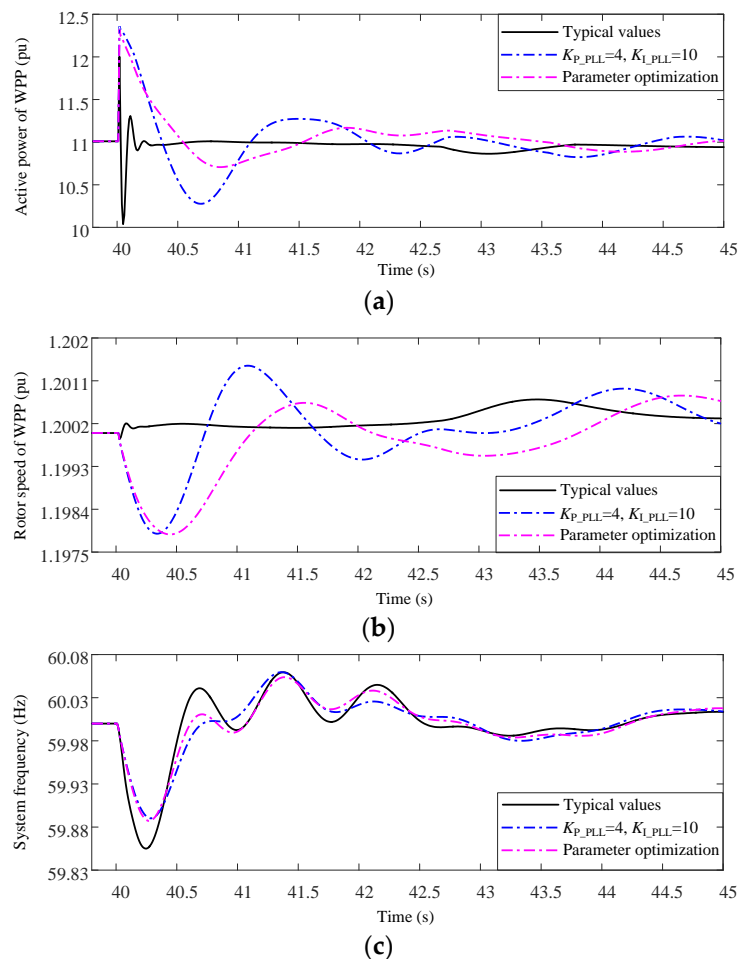 Active power of WPP (pu)
12.5
12
11.5
11
10.5
10
Typical values
K_P_PLL=4, K_I_PLL=10
Parameter optimization
40 40.5 41 41.5 42 42.5 43 43.5 44 44.5 45
Time (s)
(a)
Rotor speed of WPP (pu)
1.202
1.2011
1.2002
1.1993
1.1984
1.1975
Typical values
K_P_PLL=4, K_I_PLL=10
Parameter optimization
40 40.5 41 41.5 42 42.5 43 43.5 44 44.5 45
Time (s)
(b)
System frequency (Hz)
60.08
60.03
59.98
59.93
59.88
59.83
Typical values
K_P_PLL=4, K_I_PLL=10
Parameter optimization
40 40.5 41 41.5 42 42.5 43 43.5 44 44.5 45
Time (s)
(c)